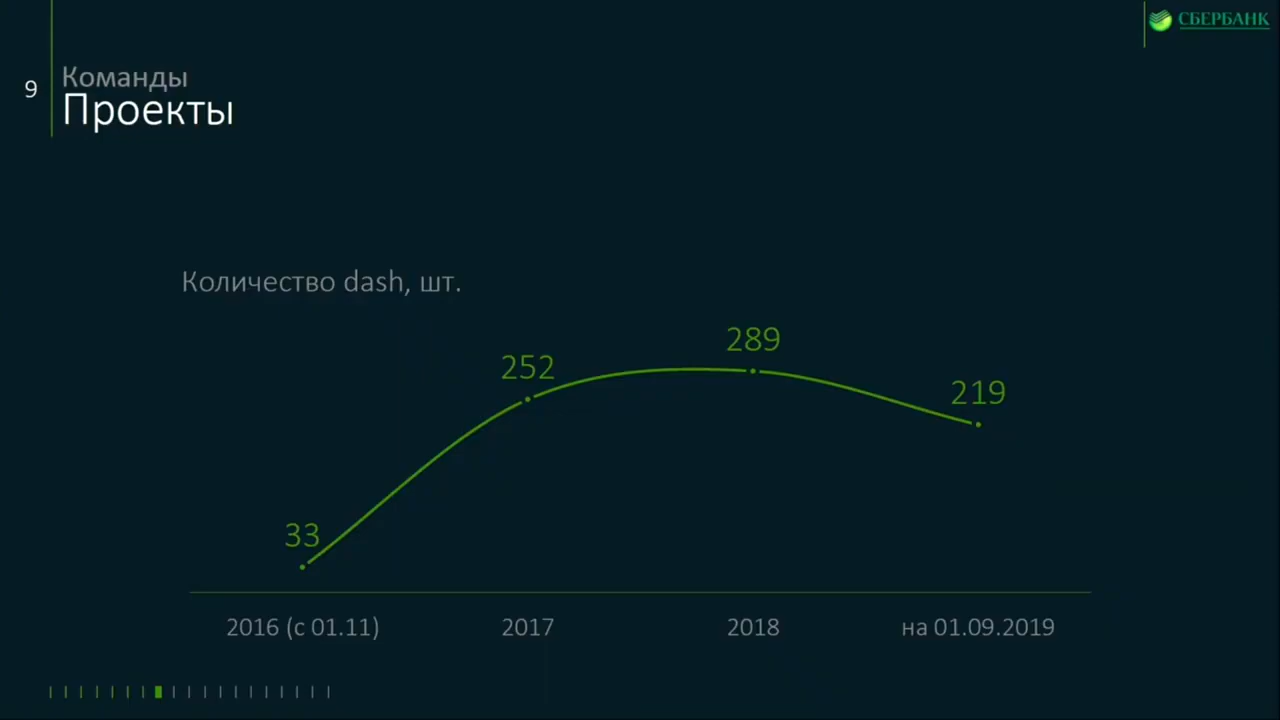 СБЕРБАНК
9
Команды
Проекты
Количество dash, шт.
33
252
289
219
2016 (с 01.11)
2017
2018
на 01.09.2019